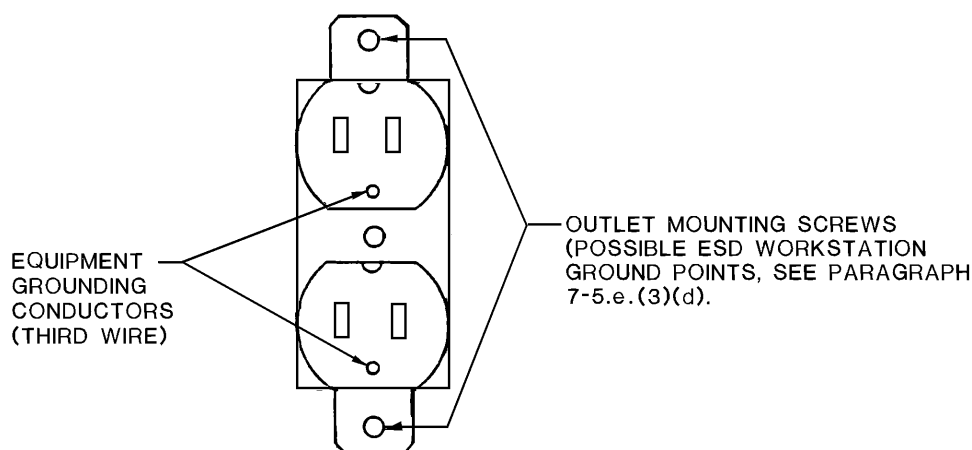 EQUIPMENT
GROUNDING
CONDUCTORS
(THIRD WIRE)
OUTLET MOUNTING SCREWS
(POSSIBLE ESD WORKSTATION
GROUND POINTS, SEE PARAGRAPH
7-5.e.(3)(d).